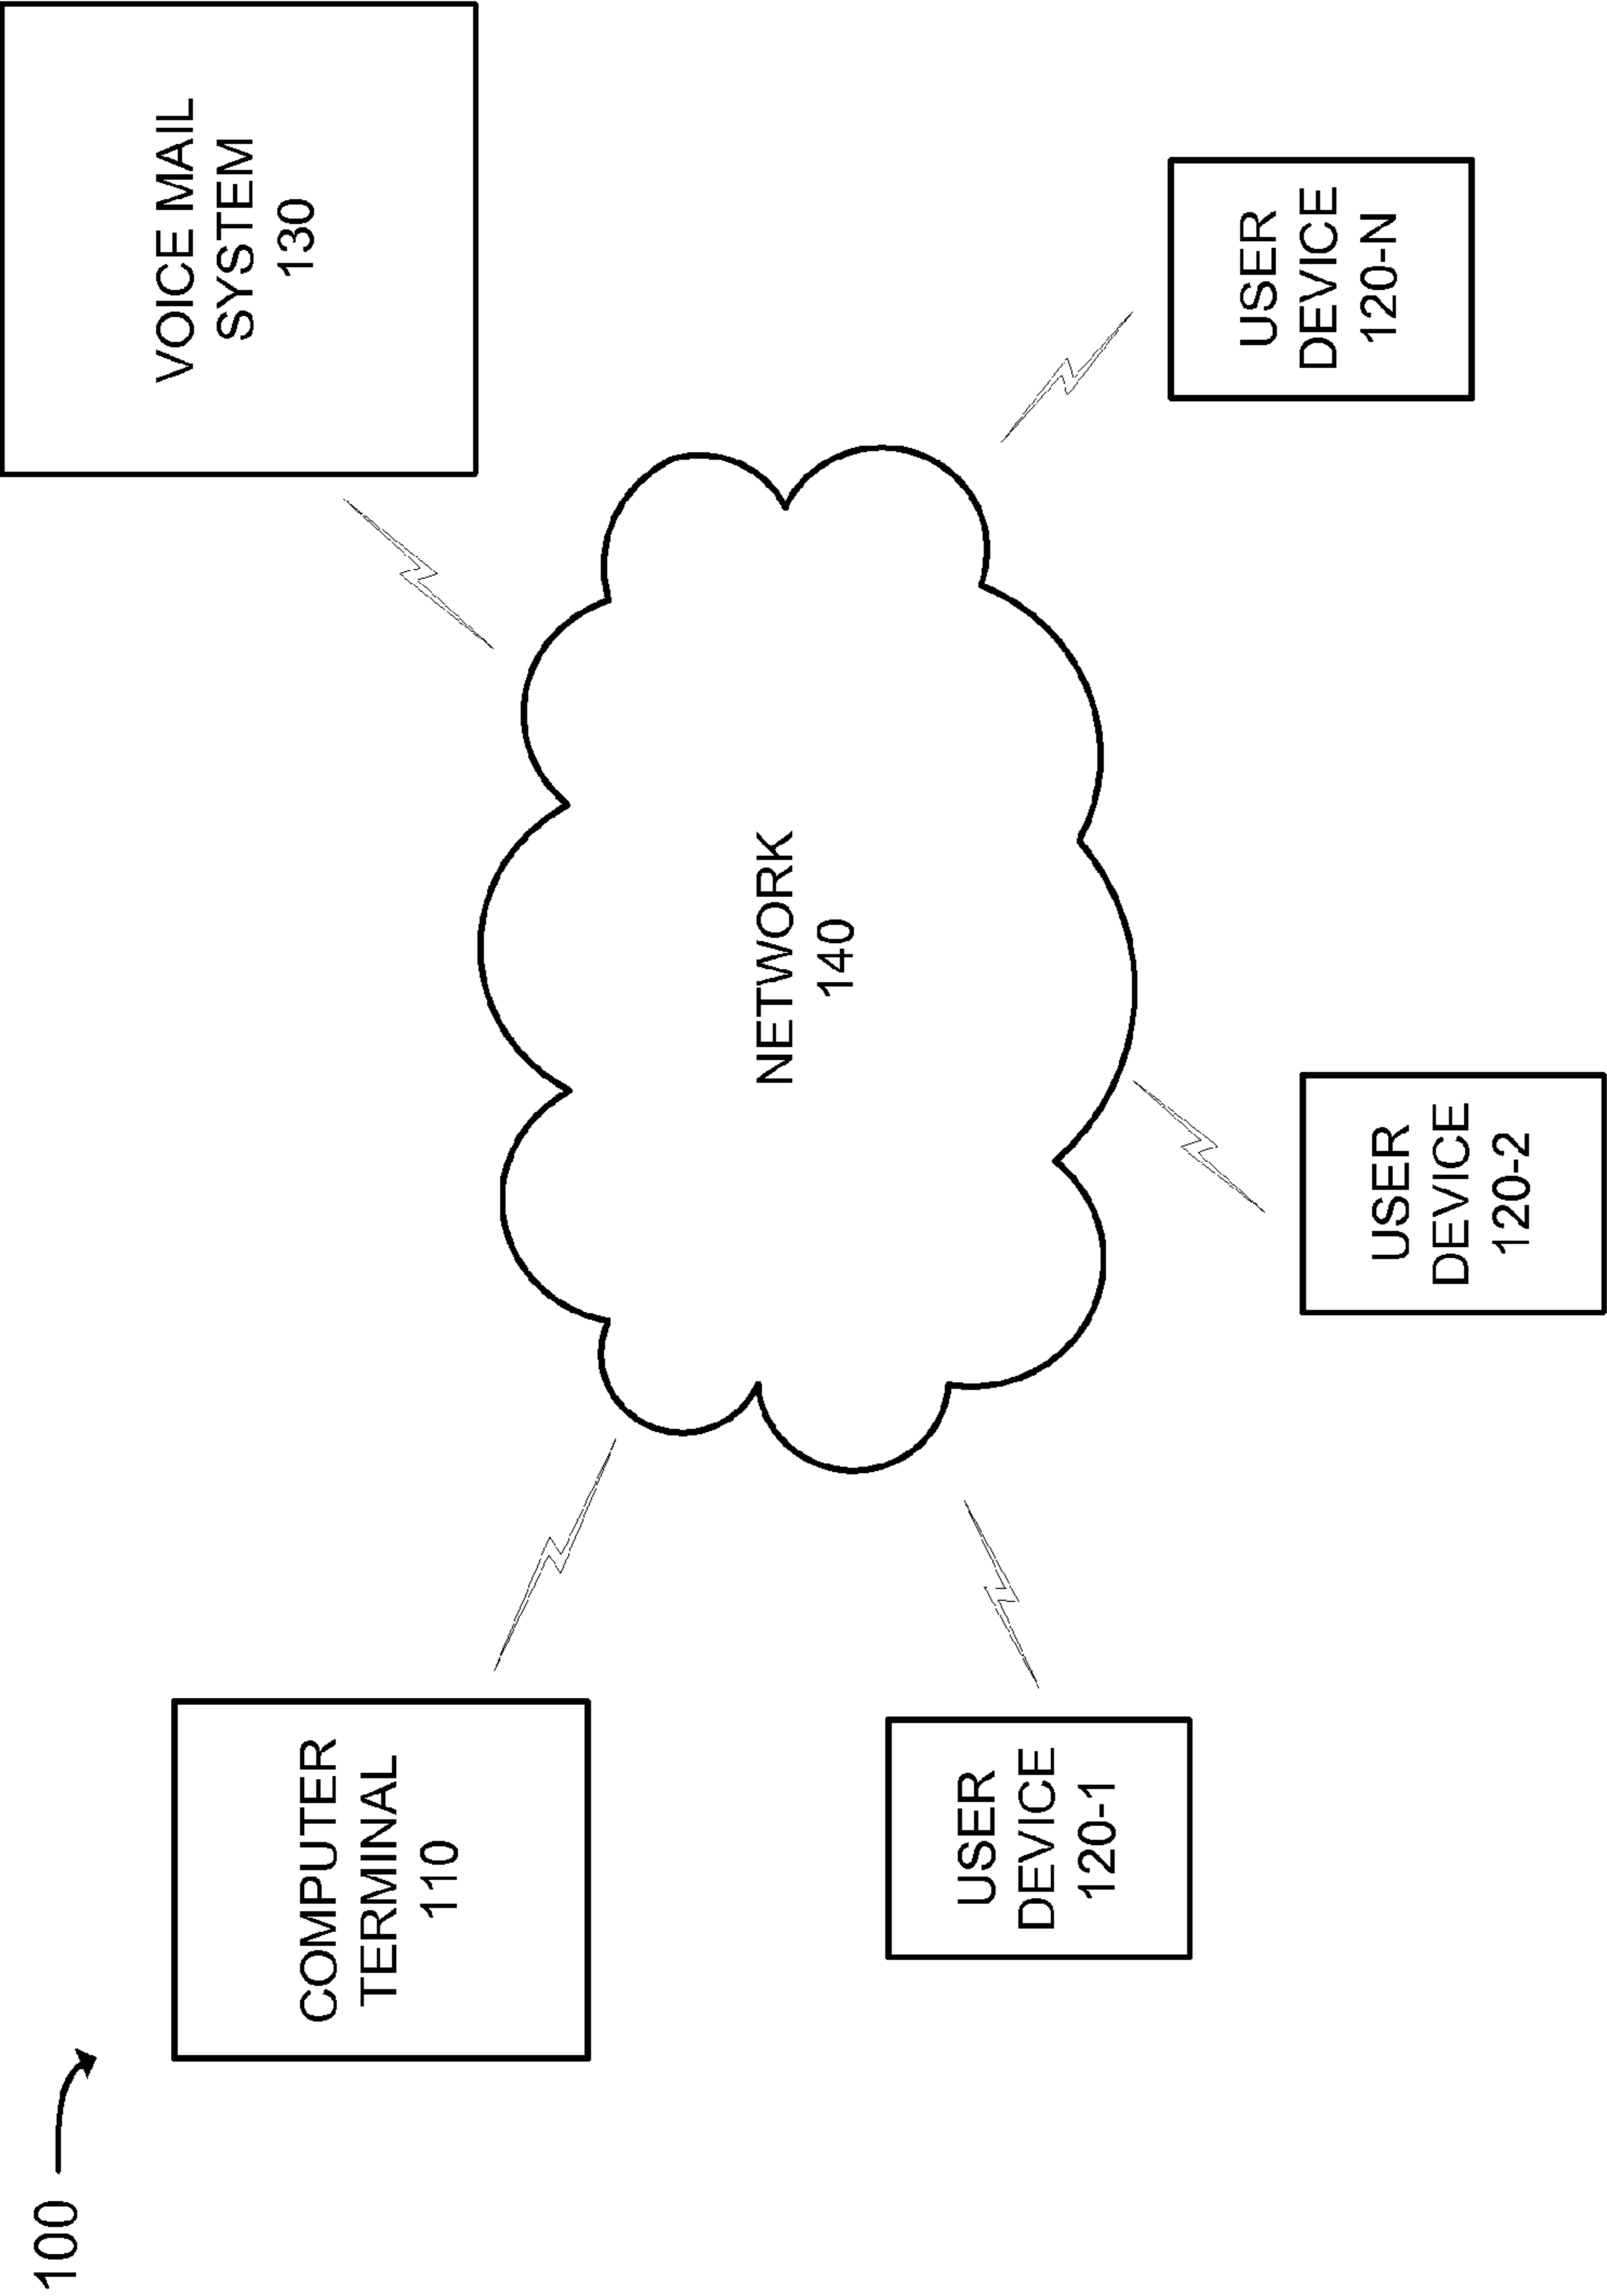 100
COMPUTER
TERMINAL
110
VOICE MAIL
SYSTEM
130
NETWORK
140
USER
DEVICE
120-1
USER
DEVICE
120-2
USER
DEVICE
120-N